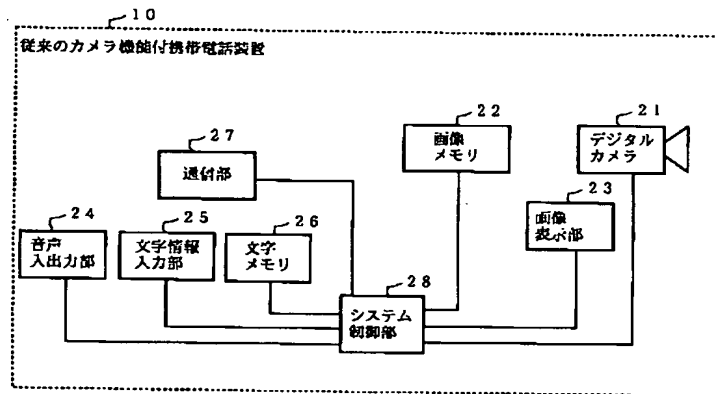 10
従来のカメラ機能付携帯電話装置
27
通信部
22
画像
メモリ
21
デジタル
カメラ
24
音声
入出力部
25
文字情報
入力部
26
文字
メモリ
23
画像
表示部
28
システム
制御部